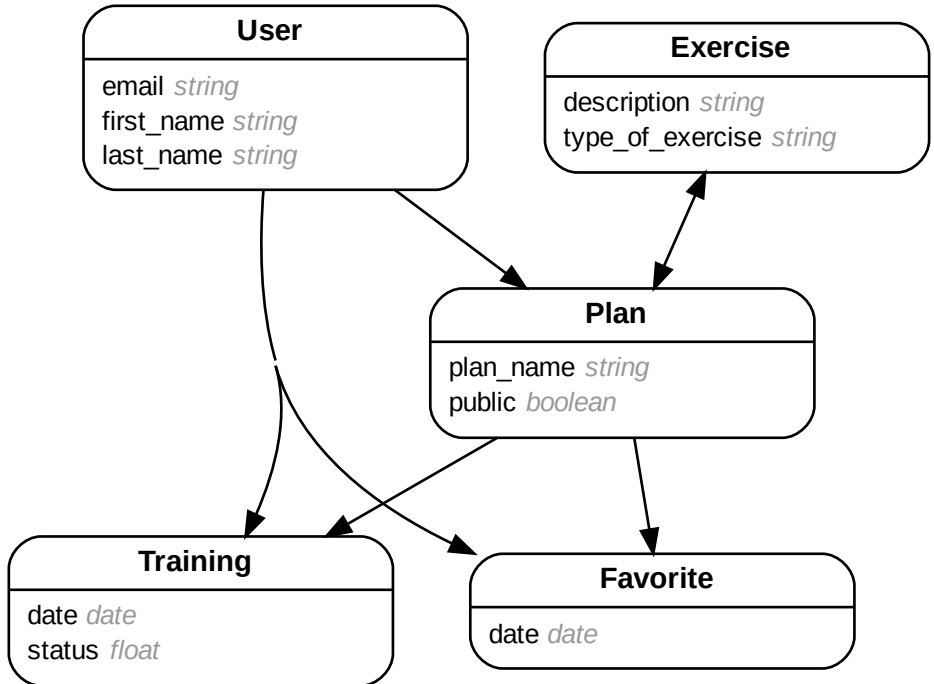 User
email string
first_name string
last_name string
Exercise
description string
type_of_exercise string
Plan
plan_name string
public boolean
Training
date date
status float
Favorite
date date